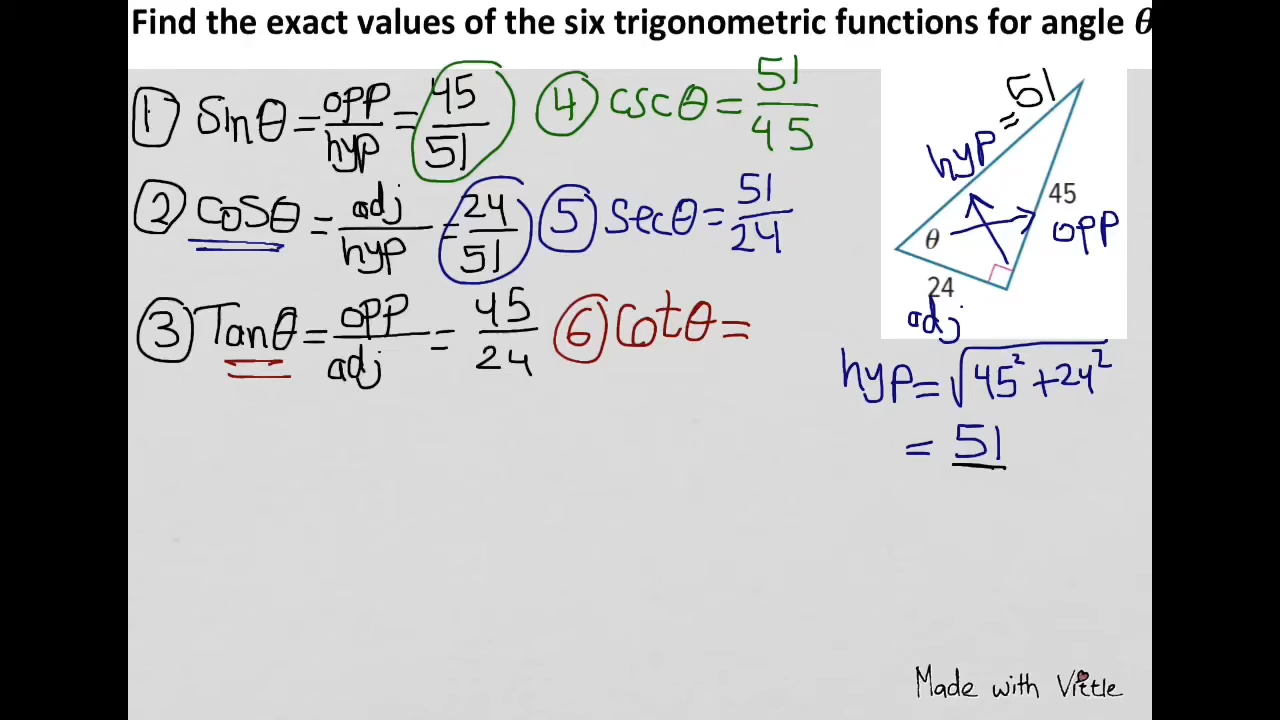 Find the exact values of the six trigonometric functions for angle θ
① Sinθ = opp/hyp = 45/51
④ cscθ = 51/45
② cosθ = adj/hyp = 24/51
⑤ secθ = 51/24
③ Tanθ = opp/adj = 45/24
⑥ cotθ =
hyp = 51
45
opp
θ
24
adj
hyp = √45² + 24²
= 51
Made with Vittle